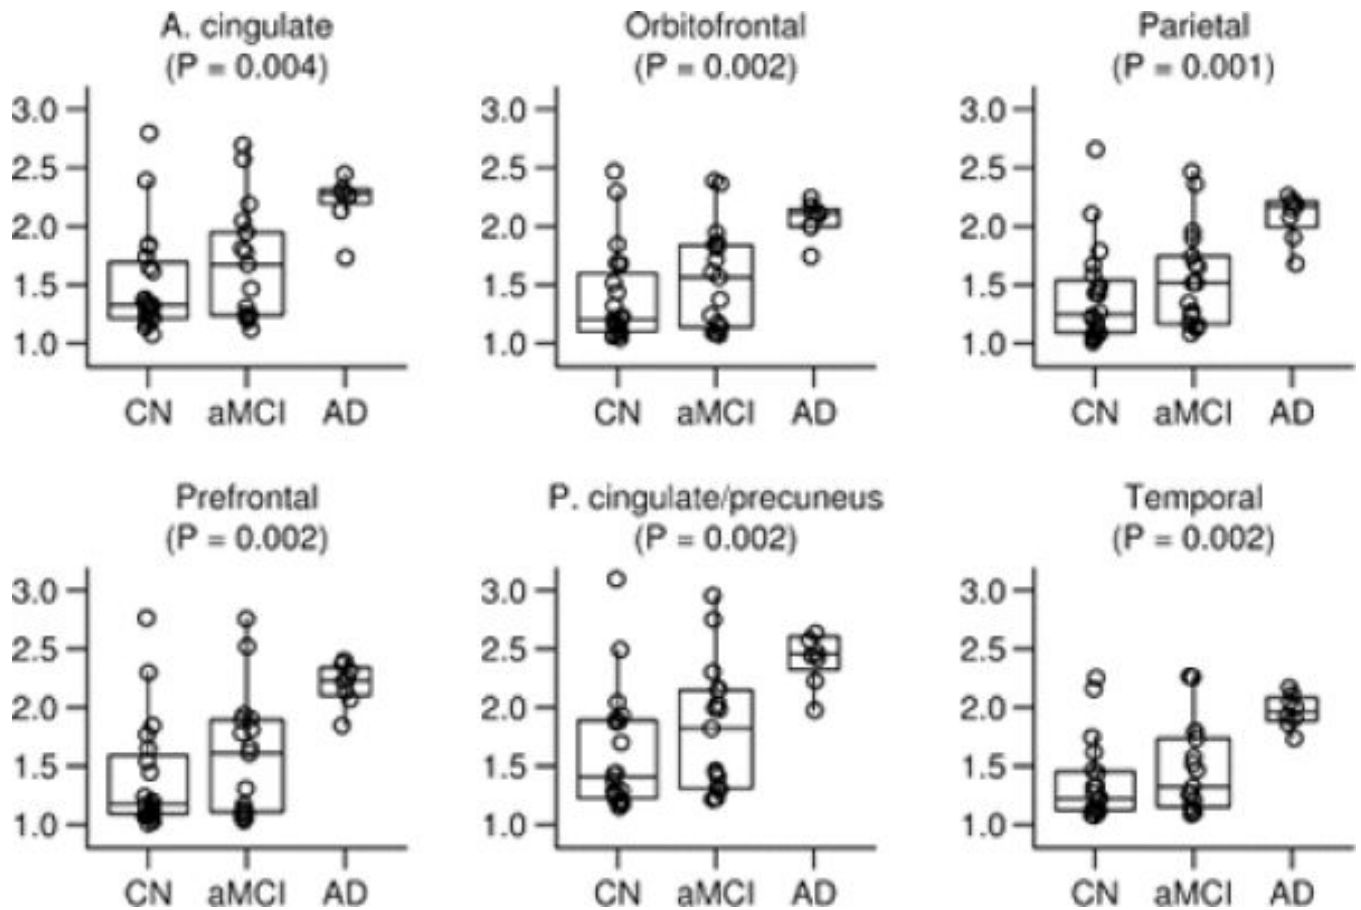 A. cingulate
(P = 0.004)
3.0
2.5
2.0
1.5
1.0
CN aMCI AD
Orbitofrontal
(P = 0.002)
3.0
2.5
2.0
1.5
1.0
CN aMCI AD
Parietal
(P = 0.001)
3.0
2.5
2.0
1.5
1.0
CN aMCI AD
Prefrontal
(P = 0.002)
3.0
2.5
2.0
1.5
1.0
CN aMCI AD
P. cingulate/precuneus
(P = 0.002)
3.0
2.5
2.0
1.5
1.0
CN aMCI AD
Temporal
(P = 0.002)
3.0
2.5
2.0
1.5
1.0
CN aMCI AD